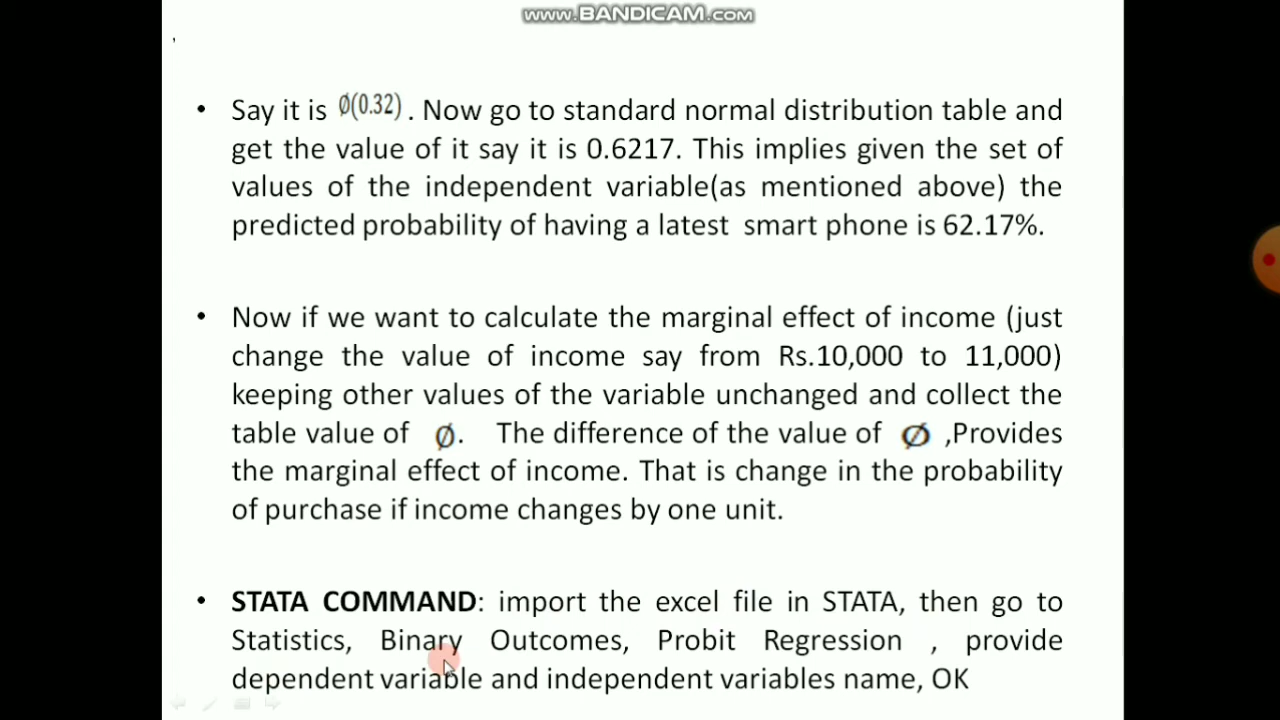 www.BANDICAM.com
• Say it is Ø(0.32) . Now go to standard normal distribution table and
get the value of it say it is 0.6217. This implies given the set of
values of the independent variable(as mentioned above) the
predicted probability of having a latest smart phone is 62.17%.
• Now if we want to calculate the marginal effect of income (just
change the value of income say from Rs.10,000 to 11,000)
keeping other values of the variable unchanged and collect the
table value of Ø. The difference of the value of Ø ,Provides
the marginal effect of income. That is change in the probability
of purchase if income changes by one unit.
• STATA COMMAND: import the excel file in STATA, then go to
Statistics, Binary Outcomes, Probit Regression , provide
dependent variable and independent variables name, OK